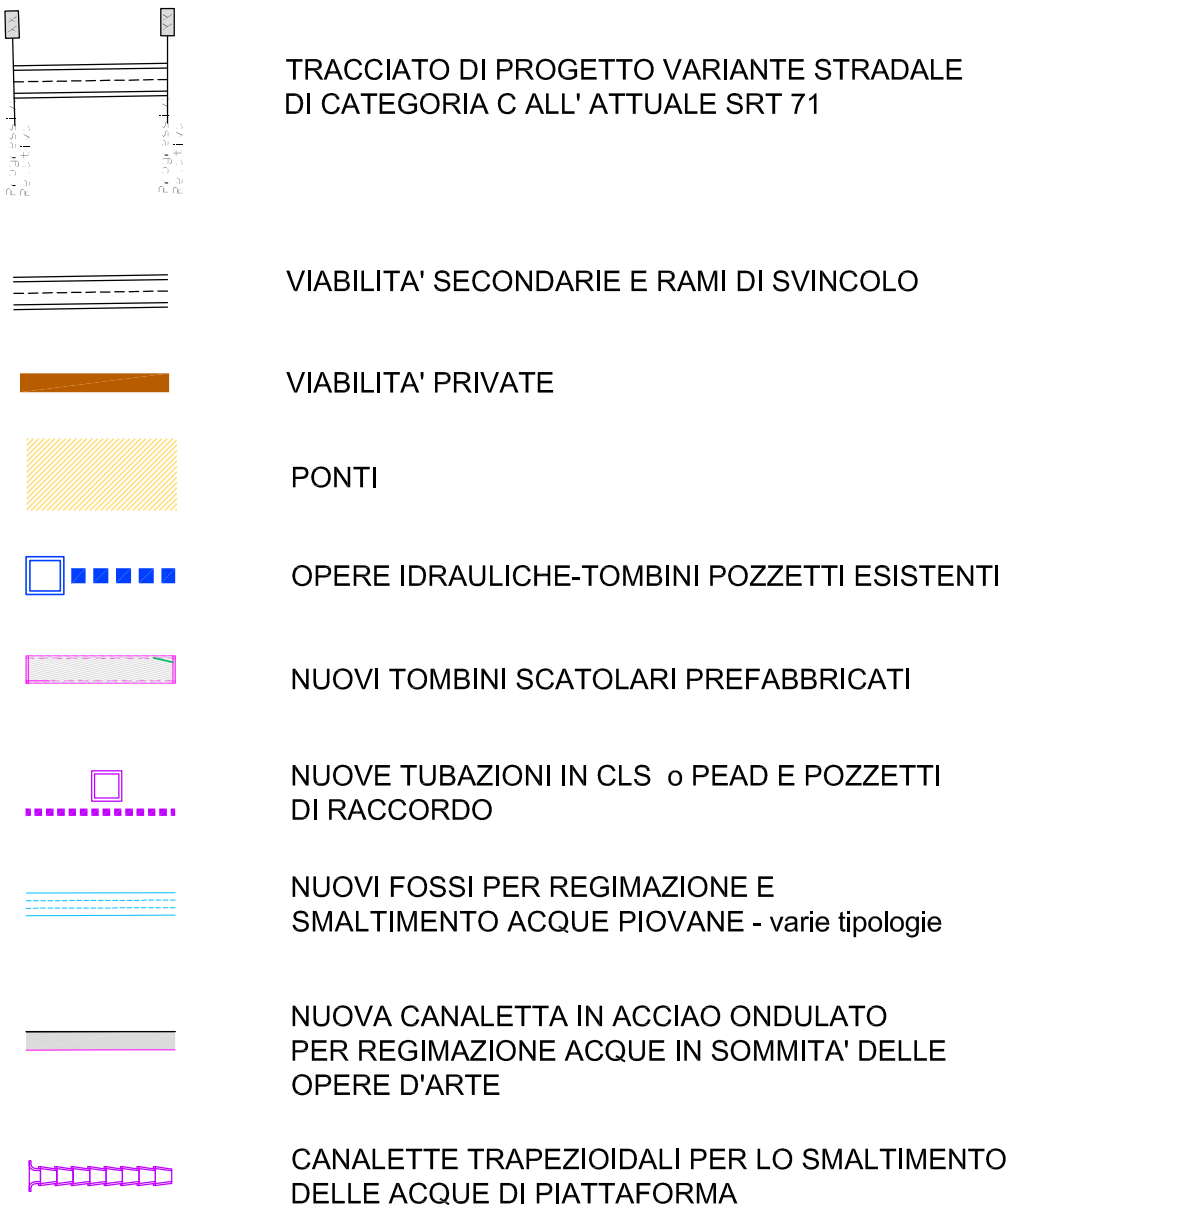 TRACCIATO DI PROGETTO VARIANTE STRADALE
DI CATEGORIA C ALL' ATTUALE SRT 71
VIABILITA' SECONDARIE E RAMI DI SVINCOLO
VIABILITA' PRIVATE
PONTI
OPERE IDRAULICHE-TOMBINI POZZETTI ESISTENTI
NUOVI TOMBINI SCATOLARI PREFABBRICATI
NUOVE TUBAZIONI IN CLS o PEAD E POZZETTI
DI RACCORDO
NUOVI FOSSI PER REGIMAZIONE E
SMALTIMENTO ACQUE PIOVANE - varie tipologie
NUOVA CANALETTA IN ACCIAO ONDULATO
PER REGIMAZIONE ACQUE IN SOMMITA' DELLE
OPERE D'ARTE
CANALETTE TRAPEZIOIDALI PER LO SMALTIMENTO
DELLE ACQUE DI PIATTAFORMA